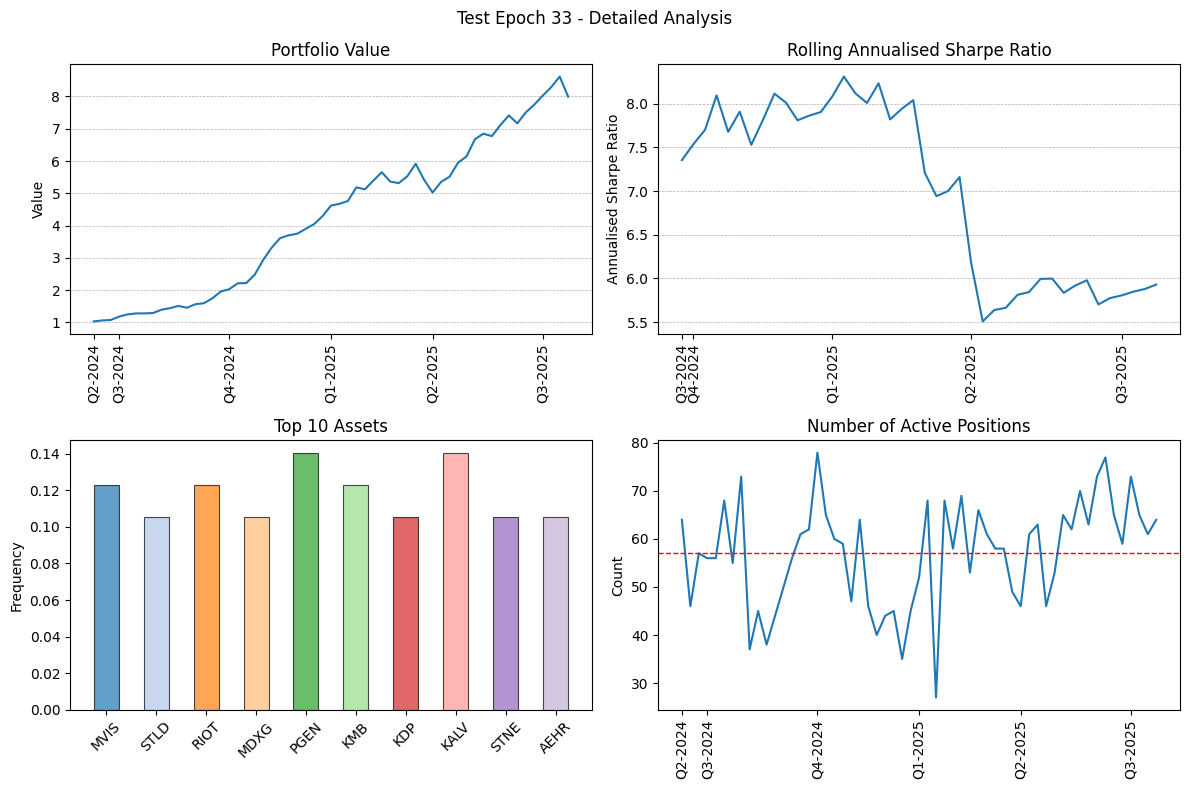 Test Epoch 33 - Detailed Analysis
Portfolio Value
Value
8
7
6
5
4
3
2
1
Q2-2024
Q3-2024
Q4-2024
Q1-2025
Q2-2025
Q3-2025
Rolling Annualised Sharpe Ratio
Annualised Sharpe Ratio
8.0
7.5
7.0
6.5
6.0
5.5
Q3-2024
Q4-2024
Q1-2025
Q2-2025
Q3-2025
Top 10 Assets
Frequency
0.14
0.12
0.10
0.08
0.06
0.04
0.02
0.00
MVIS
STLD
RIOT
MDXG
PGEN
KMB
KDP
KALV
STNE
AEHR
Number of Active Positions
Count
80
70
60
50
40
30
Q2-2024
Q3-2024
Q4-2024
Q1-2025
Q2-2025
Q3-2025